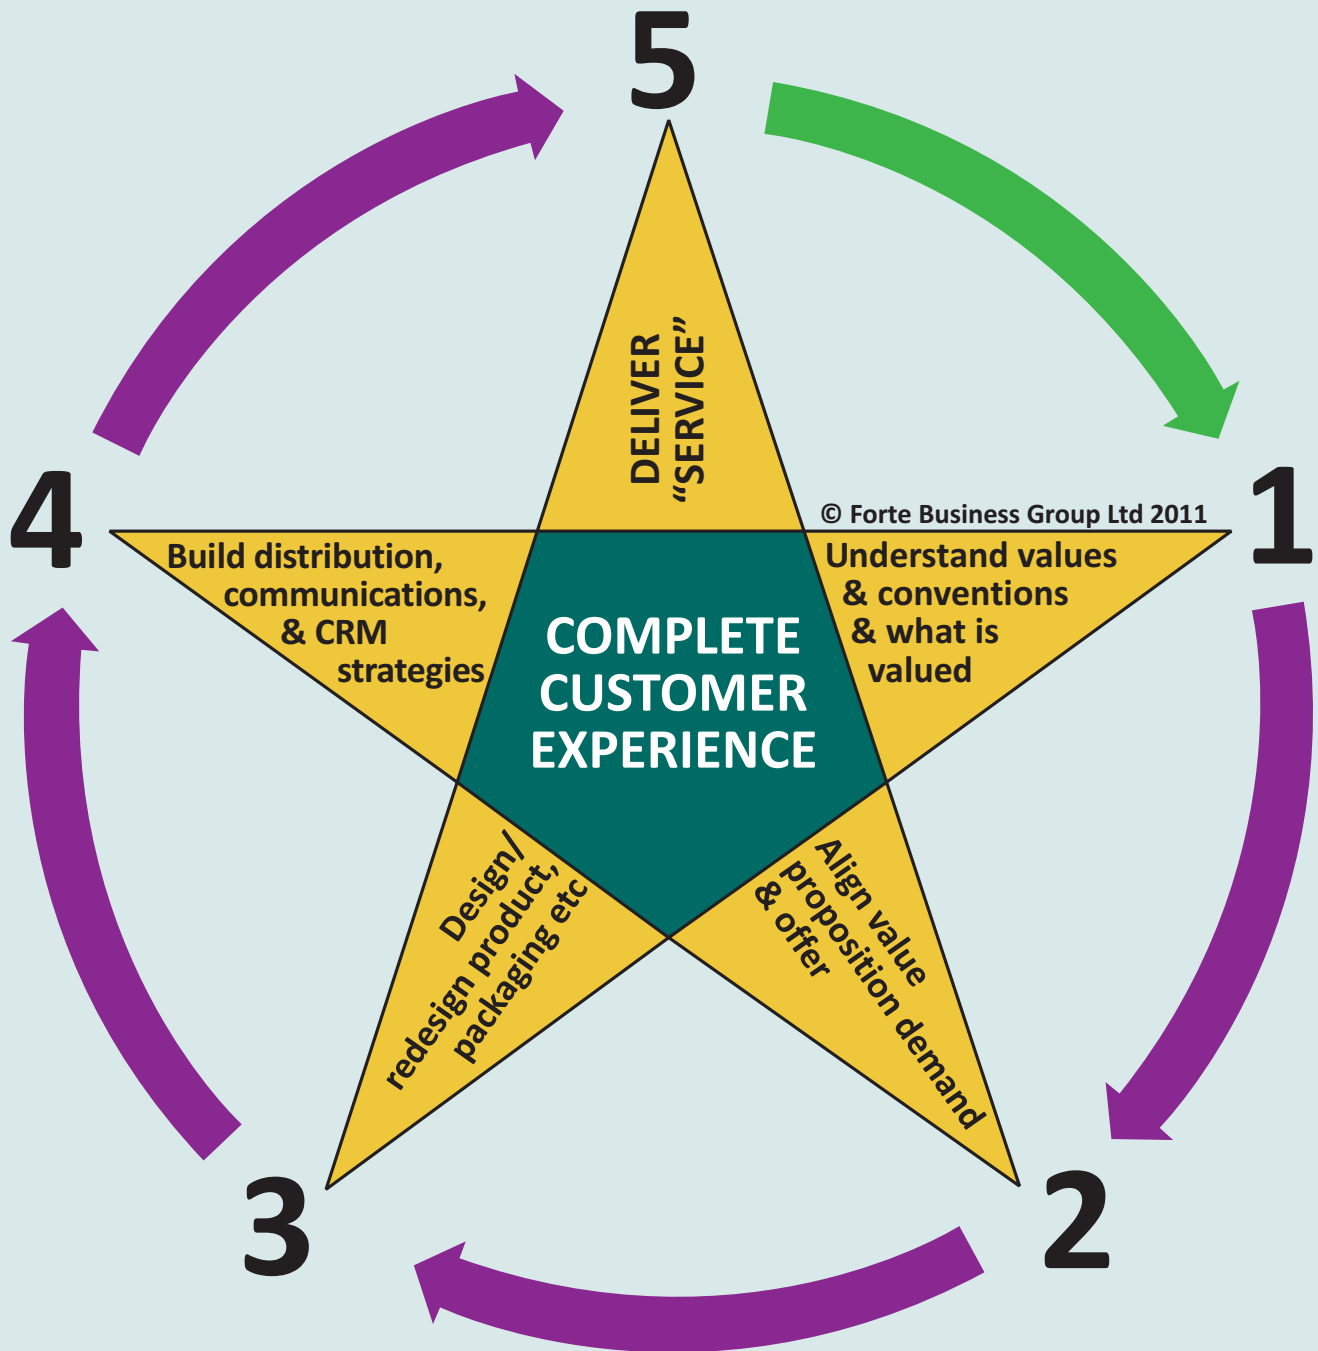 5
DELIVER
“SERVICE”
4
1
© Forte Business Group Ltd 2011
Build distribution,
communications,
& CRM
strategies
COMPLETE
CUSTOMER
EXPERIENCE
Understand values
& conventions
& what is
valued
Design/
redesign product,
packaging etc
Align value
proposition demand
& offer
3
2